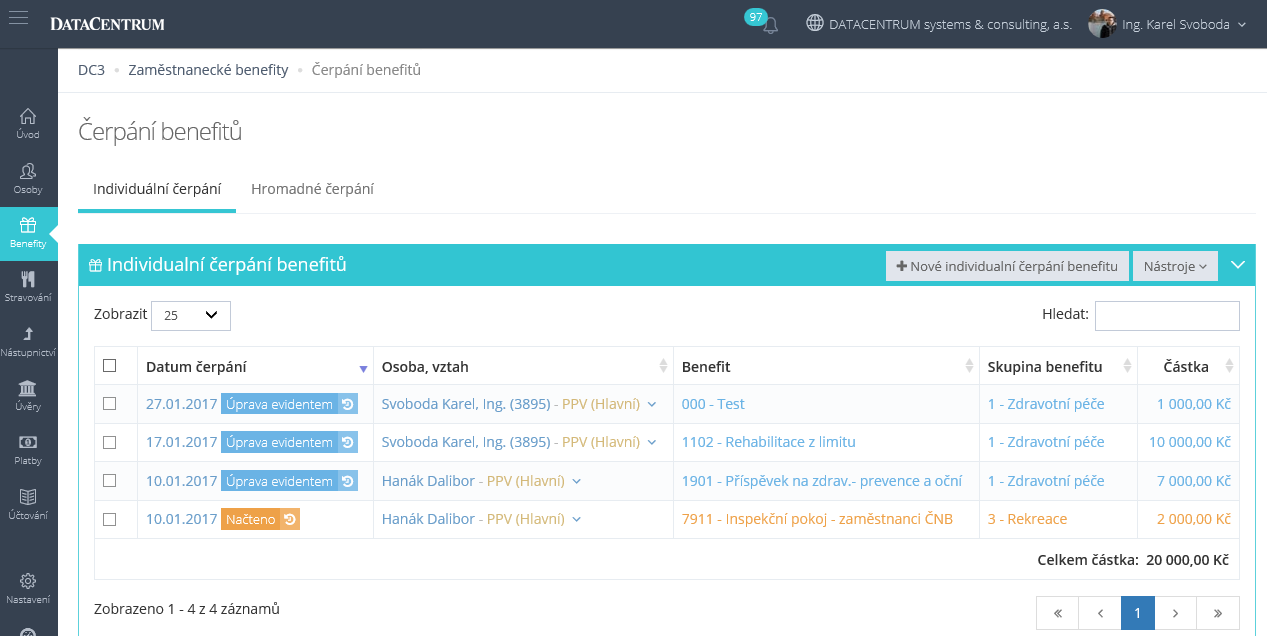 DATACENTRUM
97
DATACENTRUM systems & consulting, a.s.
Ing. Karel Svoboda
DC3 Zaměstnanecké benefity Čerpání benefitů
Úvod
Osoby
Benefity
Stravování
Nástupnictví
Úvěry
Platby
Účtování
Nastavení
Čerpání benefitů
Individuální čerpání Hromadné čerpání
Individualní čerpání benefitů
Nové individualní čerpání benefitu Nástroje
Zobrazit 25 Hledat:
Datum čerpání Osoba, vztah Benefit Skupina benefitu Částka
27.01.2017 Úprava evidentem Svoboda Karel, Ing. (3895) - PPV (Hlavní) 000 - Test 1 - Zdravotní péče 1 000,00 Kč
17.01.2017 Úprava evidentem Svoboda Karel, Ing. (3895) - PPV (Hlavní) 1102 - Rehabilitace z limitu 1 - Zdravotní péče 10 000,00 Kč
10.01.2017 Úprava evidentem Hanák Dalibor - PPV (Hlavní) 1901 - Příspěvek na zdrav.- prevence a oční 1 - Zdravotní péče 7 000,00 Kč
10.01.2017 Načteno Hanák Dalibor - PPV (Hlavní) 7911 - Inspekční pokoj - zaměstnanci ČNB 3 - Rekreace 2 000,00 Kč
Celkem částka: 20 000,00 Kč
Zobrazeno 1 - 4 z 4 záznamů
« ‹ 1 › »